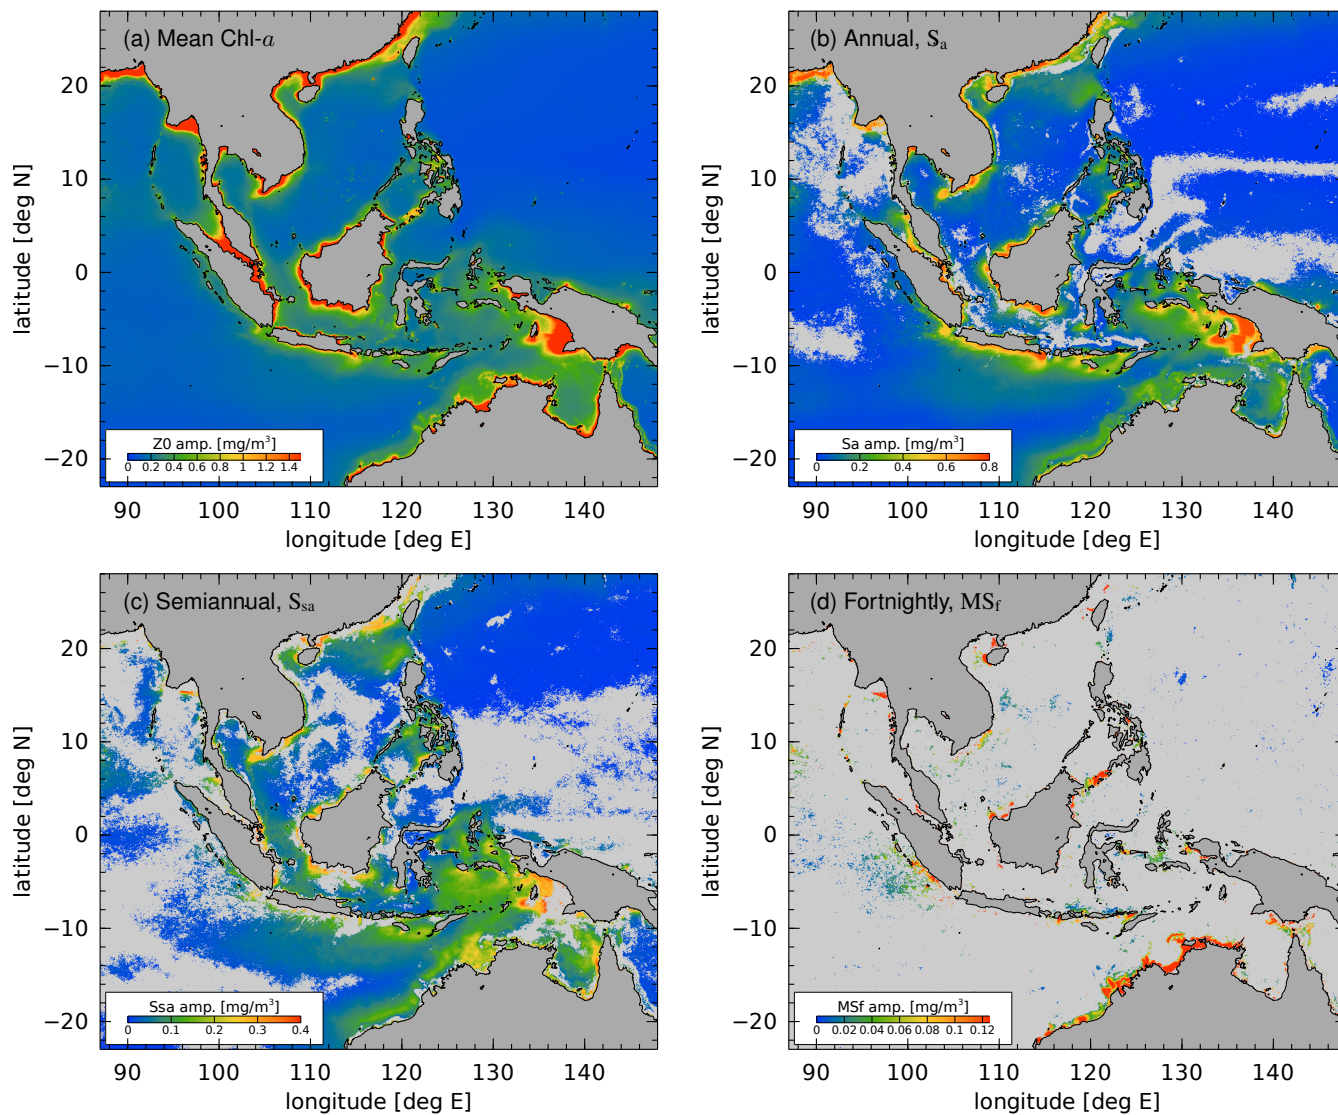 (a) Mean Chl-a
20
10
0
−10
−20
latitude [deg N]
Z0 amp. [mg/m³]
0 0.2 0.4 0.6 0.8 1 1.2 1.4
90 100 110 120 130 140
longitude [deg E]
(b) Annual, Sa
20
10
0
−10
−20
latitude [deg N]
Sa amp. [mg/m³]
0 0.2 0.4 0.6 0.8
90 100 110 120 130 140
longitude [deg E]
(c) Semiannual, Ssa
20
10
0
−10
−20
latitude [deg N]
Ssa amp. [mg/m³]
0 0.1 0.2 0.3 0.4
90 100 110 120 130 140
longitude [deg E]
(d) Fortnightly, MSf
20
10
0
−10
−20
latitude [deg N]
MSf amp. [mg/m³]
0 0.02 0.04 0.06 0.08 0.1 0.12
90 100 110 120 130 140
longitude [deg E]